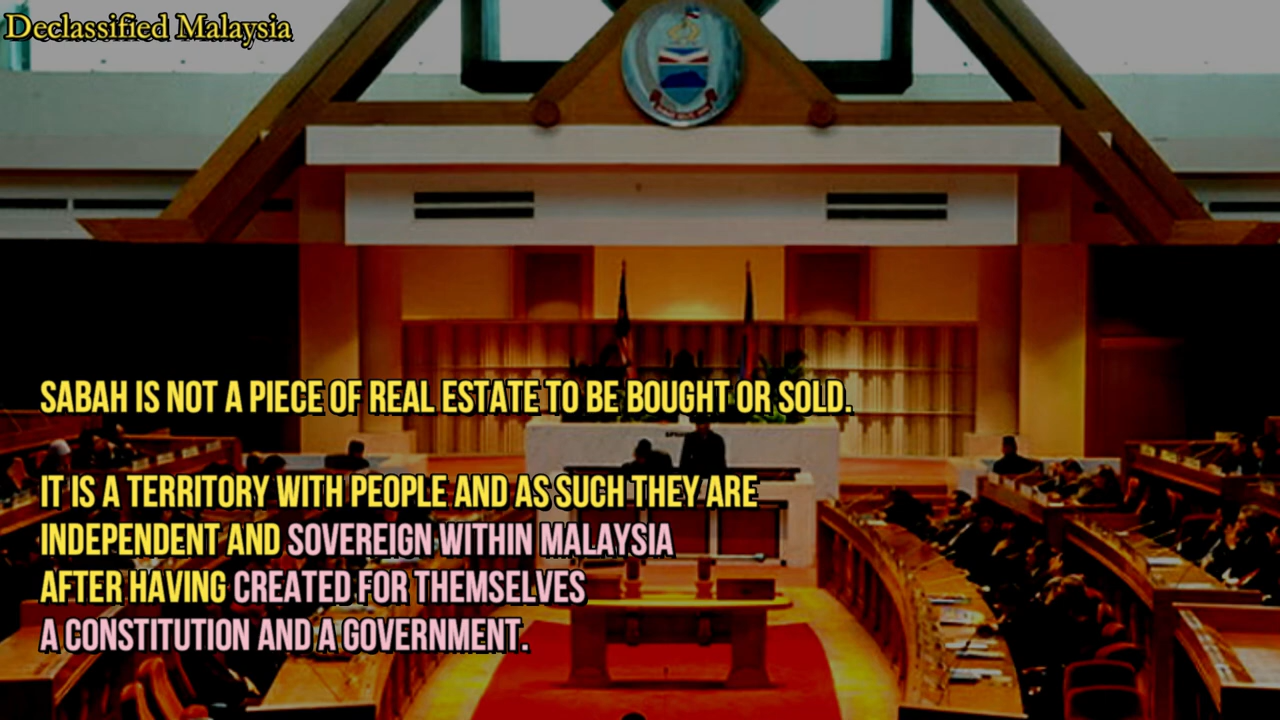 Declassified Malaysia
SABAH IS NOT A PIECE OF REAL ESTATE TO BE BOUGHT OR SOLD.
IT IS A TERRITORY WITH PEOPLE AND AS SUCH THEY ARE
INDEPENDENT AND SOVEREIGN WITHIN MALAYSIA
AFTER HAVING CREATED FOR THEMSELVES
A CONSTITUTION AND A GOVERNMENT.